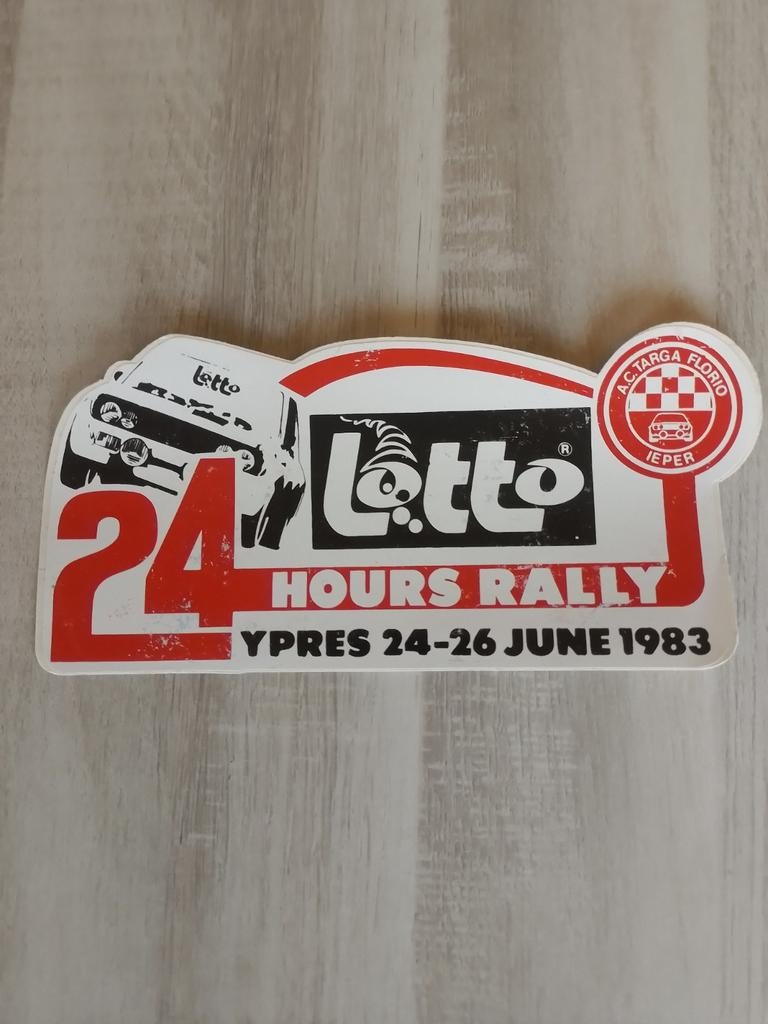 Lotto
A.C. TARGA FLORIO
IEPER
Lotto®
24
HOURS RALLY
YPRES 24-26 JUNE 1983